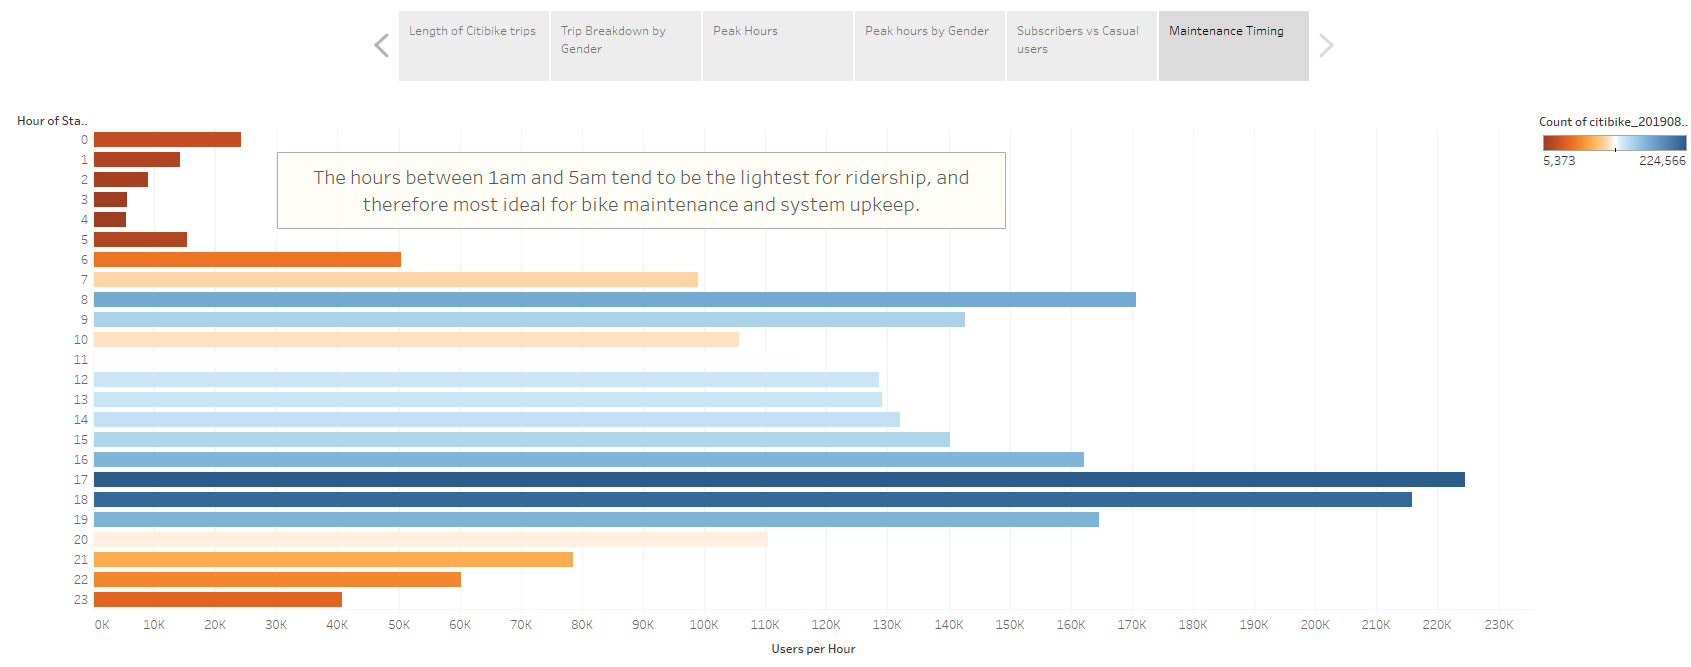 Length of Citibike trips
Trip Breakdown by
Gender
Peak Hours
Peak hours by Gender
Subscribers vs Casual
users
Maintenance Timing
Hour of Sta..
Count of citibike_201908..
5,373
224,566
The hours between 1am and 5am tend to be the lightest for ridership, and
therefore most ideal for bike maintenance and system upkeep.
0
1
2
3
4
5
6
7
8
9
10
11
12
13
14
15
16
17
18
19
20
21
22
23
0K 10K 20K 30K 40K 50K 60K 70K 80K 90K 100K 110K 120K 130K 140K 150K 160K 170K 180K 190K 200K 210K 220K 230K
Users per Hour